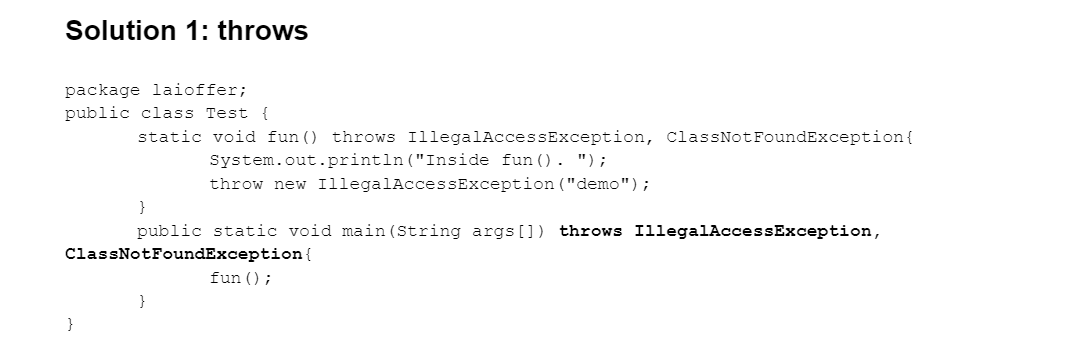 Solution 1: throws
package laioffer;
public class Test {
static void fun() throws IllegalAccessException, ClassNotFoundException{
System.out.println("Inside fun(). ");
throw new IllegalAccessException("demo");
}
public static void main(String args[]) throws IllegalAccessException,
ClassNotFoundException{
fun();
}
}